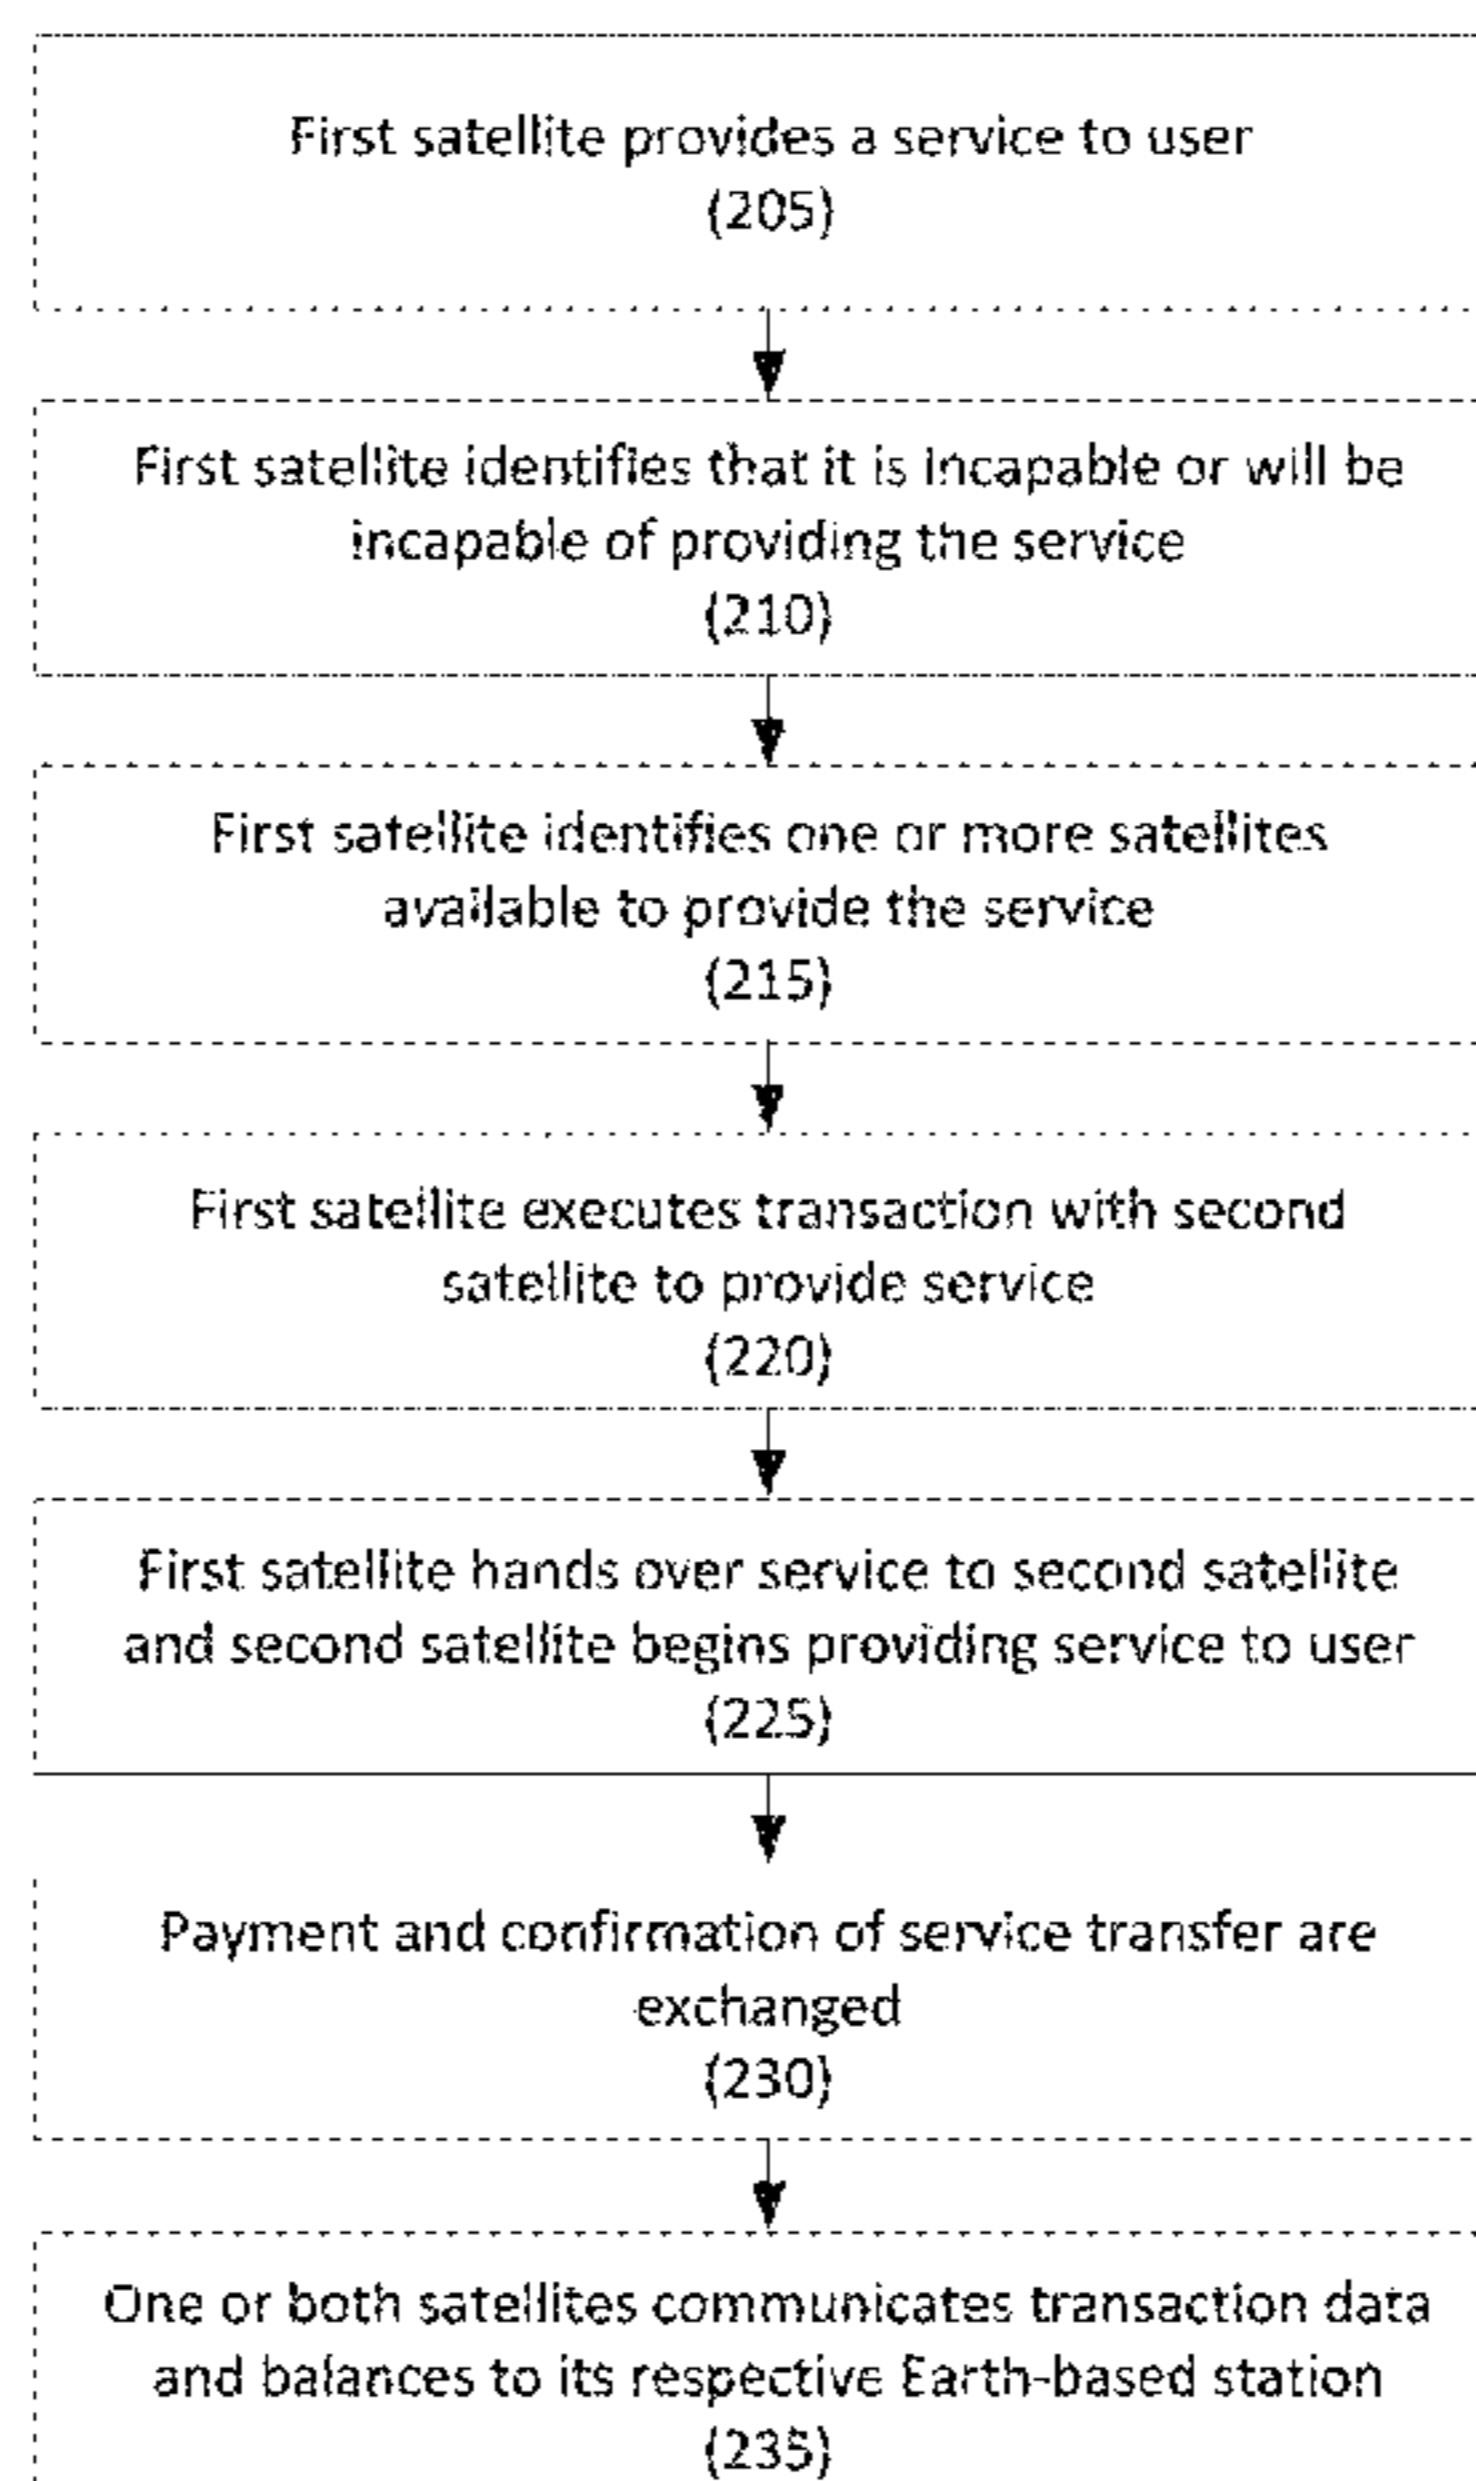 First satellite provides a service to user
(205)
First satellite identifies that it is incapable or will be
incapable of providing the service
(210)
First satellite identifies one or more satellites
available to provide the service
(215)
First satellite executes transaction with second
satellite to provide service
(220)
First satellite hands over service to second satellite
and second satellite begins providing service to user
(225)
Payment and confirmation of service transfer are
exchanged
(230)
One or both satellites communicates transaction data
and balances to its respective Earth-based station
(235)